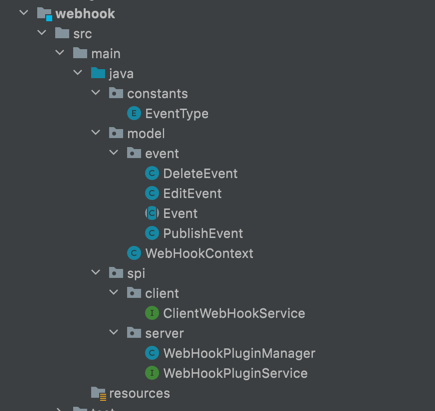 webhook
src
main
java
constants
E EventType
model
event
C DeleteEvent
C EditEvent
C Event
C PublishEvent
C WebHookContext
spi
client
I ClientWebHookService
server
C WebHookPluginManager
I WebHookPluginService
resources